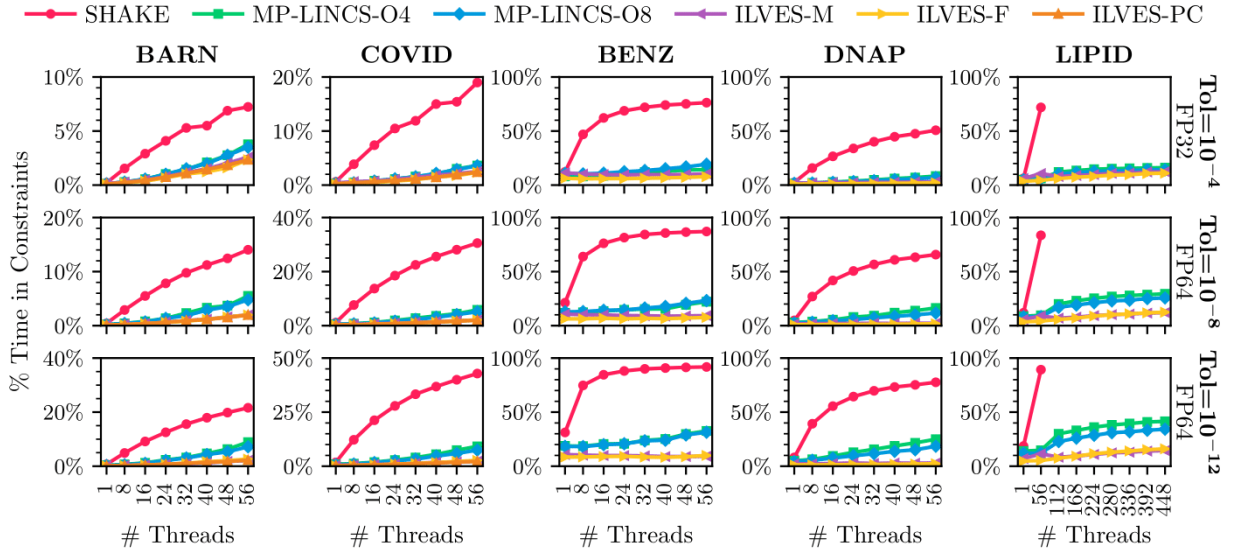 SHAKE MP-LINCS-O4 MP-LINCS-O8 ILVES-M ILVES-F ILVES-PC
BARN COVID BENZ DNAP LIPID
% Time in Constraints
10% 5% 0%
20% 10% 0%
100% 50% 0%
100% 50% 0%
100% 50% 0%
Tol=10⁻⁴
FP32
20% 10% 0%
40% 20% 0%
100% 50% 0%
100% 50% 0%
100% 50% 0%
Tol=10⁻⁸
FP64
40% 20% 0%
50% 25% 0%
100% 50% 0%
100% 50% 0%
100% 50% 0%
Tol=10⁻¹²
FP64
1 8 16 24 32 40 48 56
1 8 16 24 32 40 48 56
1 8 16 24 32 40 48 56
1 8 16 24 32 40 48 56
1 56 112 168 224 280 336 392 448
# Threads # Threads # Threads # Threads # Threads